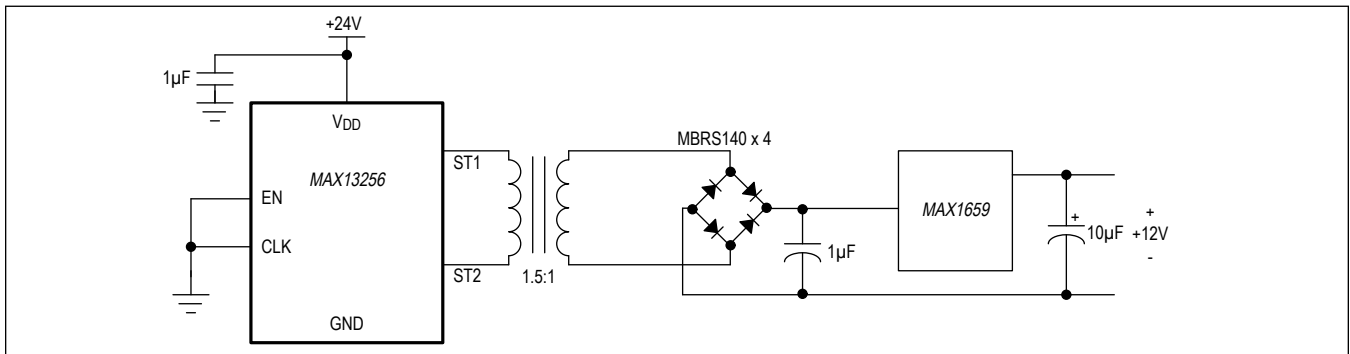 +24V
1µF
VDD
MBRS140 x 4
ST1
MAX13256
EN
MAX1659
+
+
10µF
+12V
-
CLK
1µF
ST2
1.5:1
GND